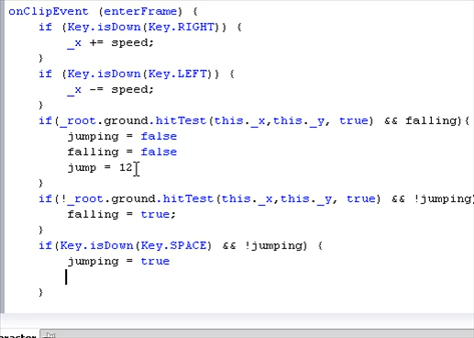 onClipEvent (enterFrame) {
if (Key.isDown(Key.RIGHT)) {
_x += speed;
}
if (Key.isDown(Key.LEFT)) {
_x -= speed;
}
if(_root.ground.hitTest(this._x,this._y, true) && falling){
jumping = false
falling = false
jump = 12
}
if(!_root.ground.hitTest(this._x,this._y, true) && !jumping)
falling = true;
}
if(Key.isDown(Key.SPACE) && !jumping) {
jumping = true
}